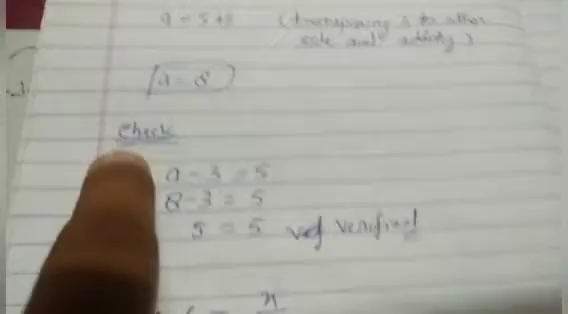 a = 5+3 (transposing 3 to other
side and adding)
a = 8
Check
a - 3 = 5
8 - 3 = 5
5 = 5 verified